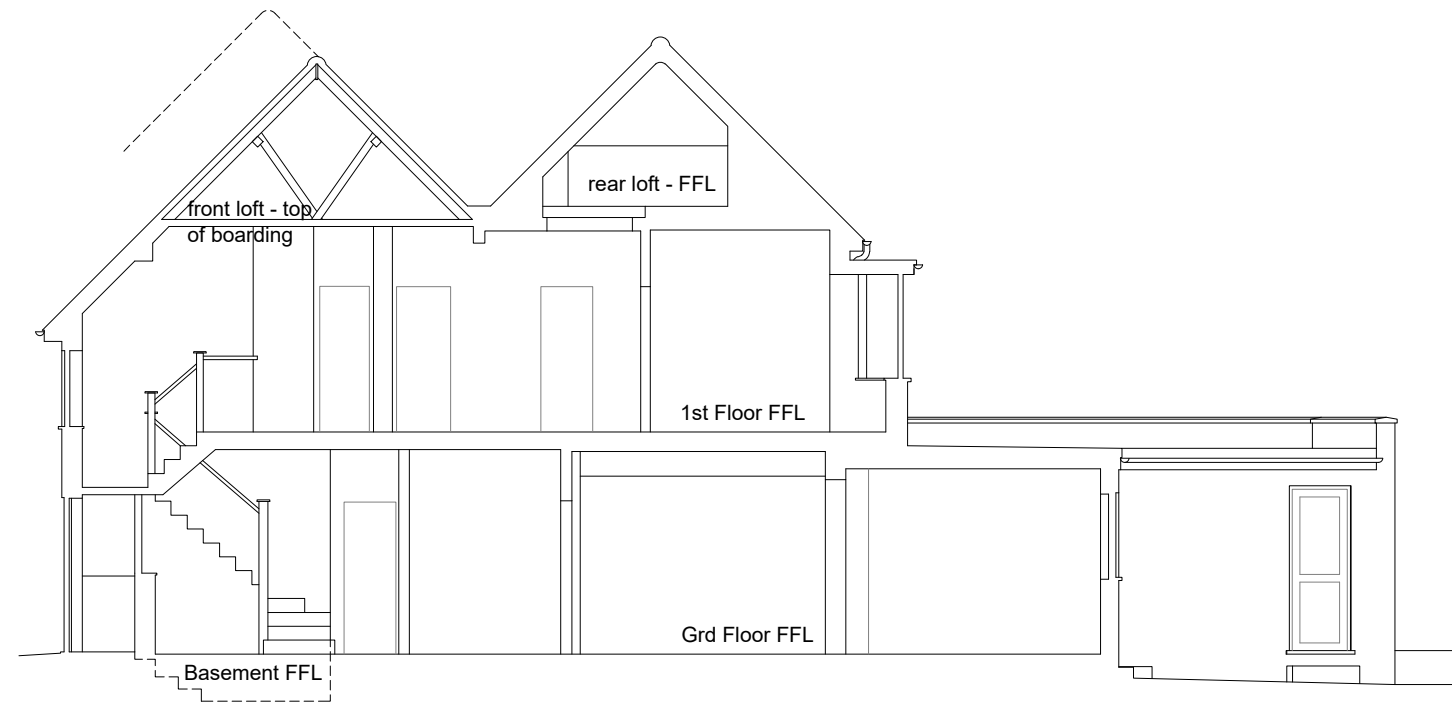 rear loft - FFL
front loft - top
of boarding
1st Floor FFL
Grd Floor FFL
Basement FFL